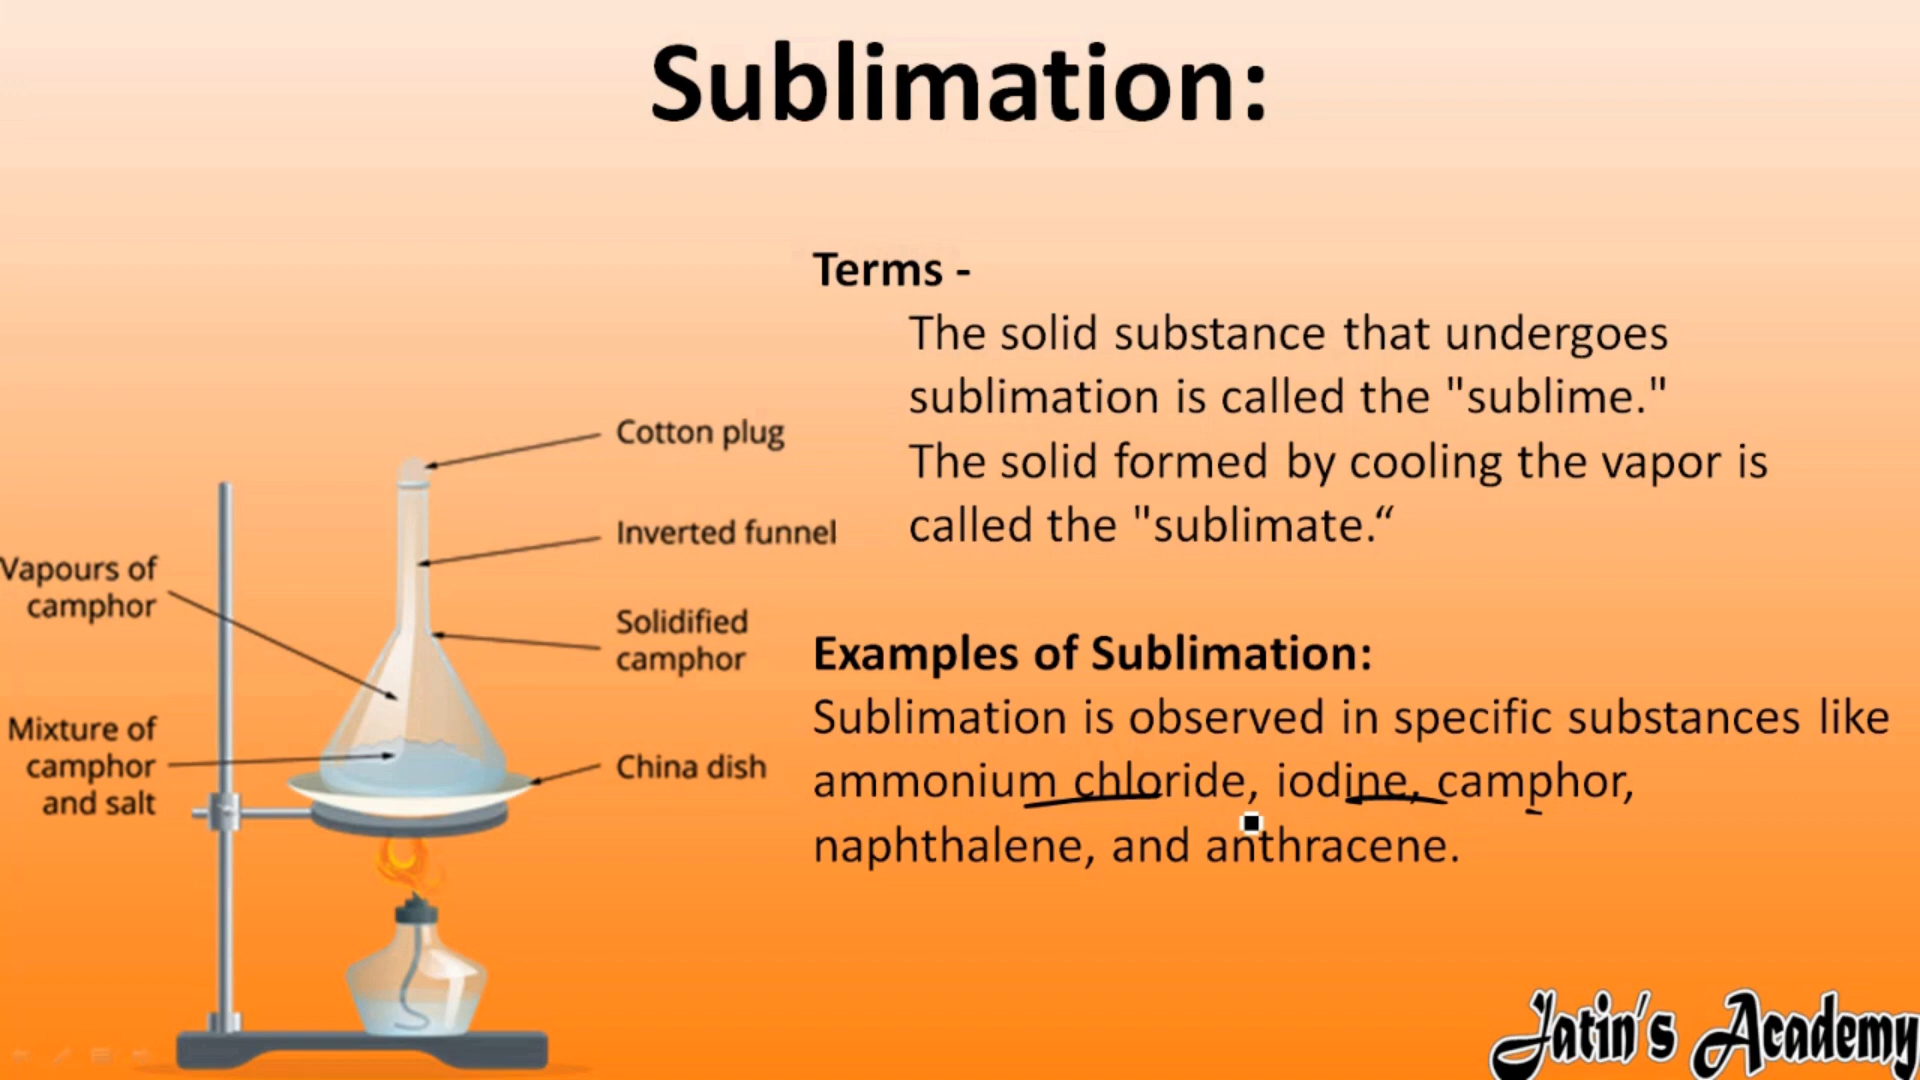 Sublimation:
Terms -
The solid substance that undergoes
sublimation is called the "sublime."
The solid formed by cooling the vapor is
called the "sublimate.“
Examples of Sublimation:
Sublimation is observed in specific substances like
ammonium chloride, iodine, camphor,
naphthalene, and anthracene.
Cotton plug
Inverted funnel
Solidified
camphor
China dish
Vapours of
camphor
Mixture of
camphor
and salt
Jatin's Academy